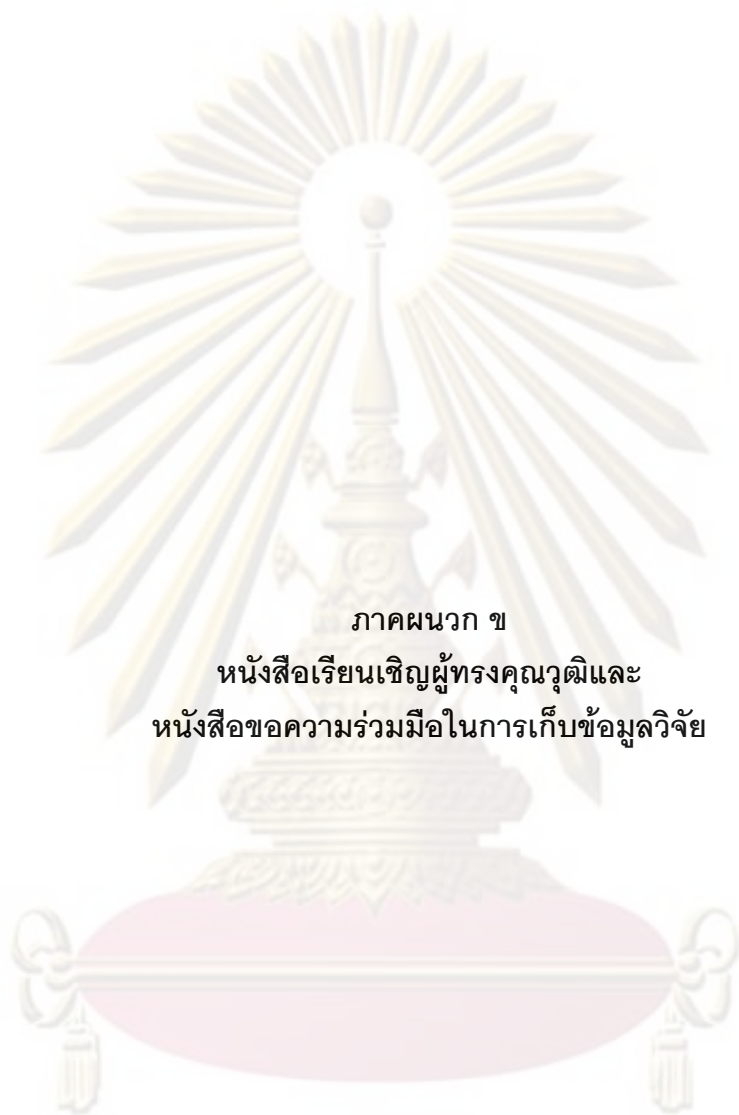 ภาคผนวก ข
หนังสือเรียนเชิญผู้ทรงคุณวุฒิและ
หนังสือขอความร่วมมือในการเก็บข้อมูลวิจัย